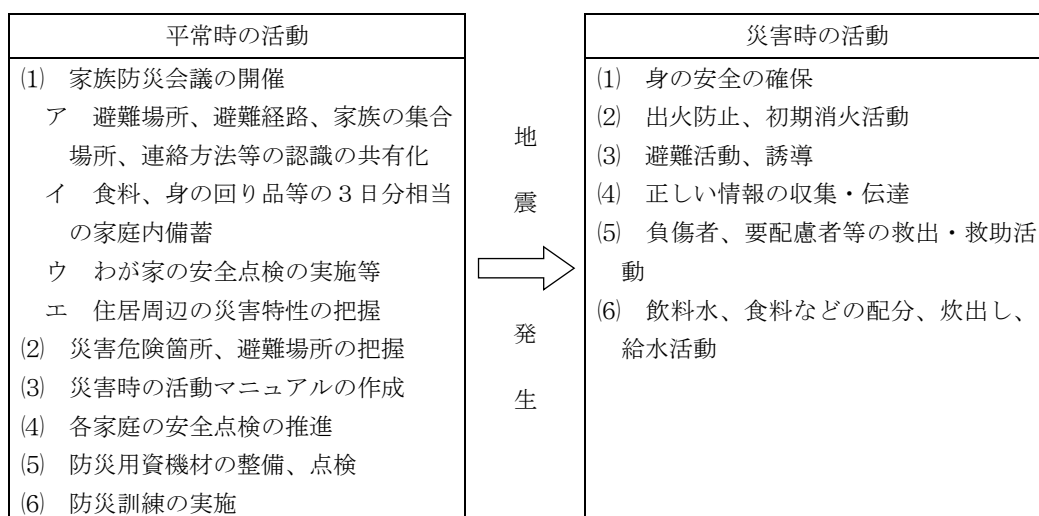 平常時の活動
⑴ 家族防災会議の開催
ア 避難場所、避難経路、家族の集合
場所、連絡方法等の認識の共有化
イ 食料、身の回り品等の３日分相当
の家庭内備蓄
ウ わが家の安全点検の実施等
エ 住居周辺の災害特性の把握
⑵ 災害危険箇所、避難場所の把握
⑶ 災害時の活動マニュアルの作成
⑷ 各家庭の安全点検の推進
⑸ 防災用資機材の整備、点検
⑹ 防災訓練の実施
地
震
発
生
災害時の活動
⑴ 身の安全の確保
⑵ 出火防止、初期消火活動
⑶ 避難活動、誘導
⑷ 正しい情報の収集・伝達
⑸ 負傷者、要配慮者等の救出・救助活
動
⑹ 飲料水、食料などの配分、炊出し、
給水活動